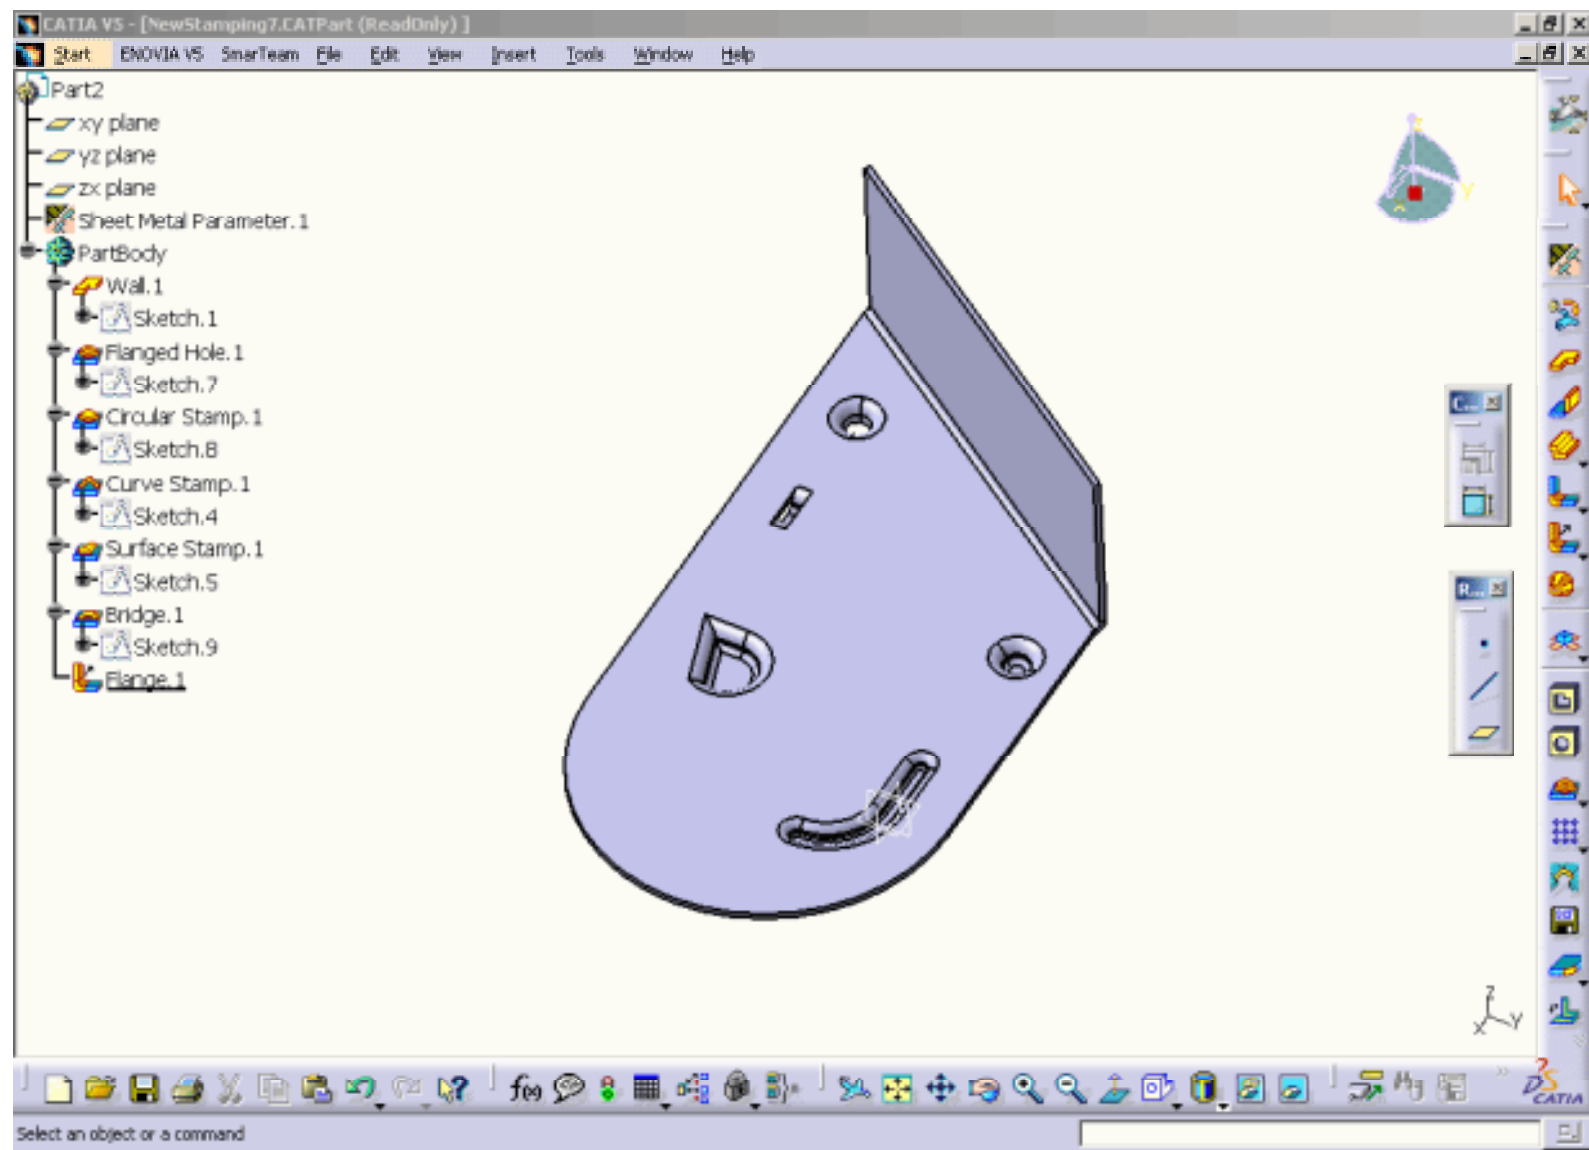 CATIA V5 - [NewStamping7.CATPart (ReadOnly) ]
Start ENOVIA V5 SmarTeam File Edit View Insert Tools Window Help
Part2
xy plane
yz plane
zx plane
Sheet Metal Parameter.1
PartBody
Wall.1
Sketch.1
Flanged Hole.1
Sketch.7
Circular Stamp.1
Sketch.8
Curve Stamp.1
Sketch.4
Surface Stamp.1
Sketch.5
Bridge.1
Sketch.9
Flange.1
z
y
x
C...
R...
z
x y
f(x)
CATIA
Select an object or a command